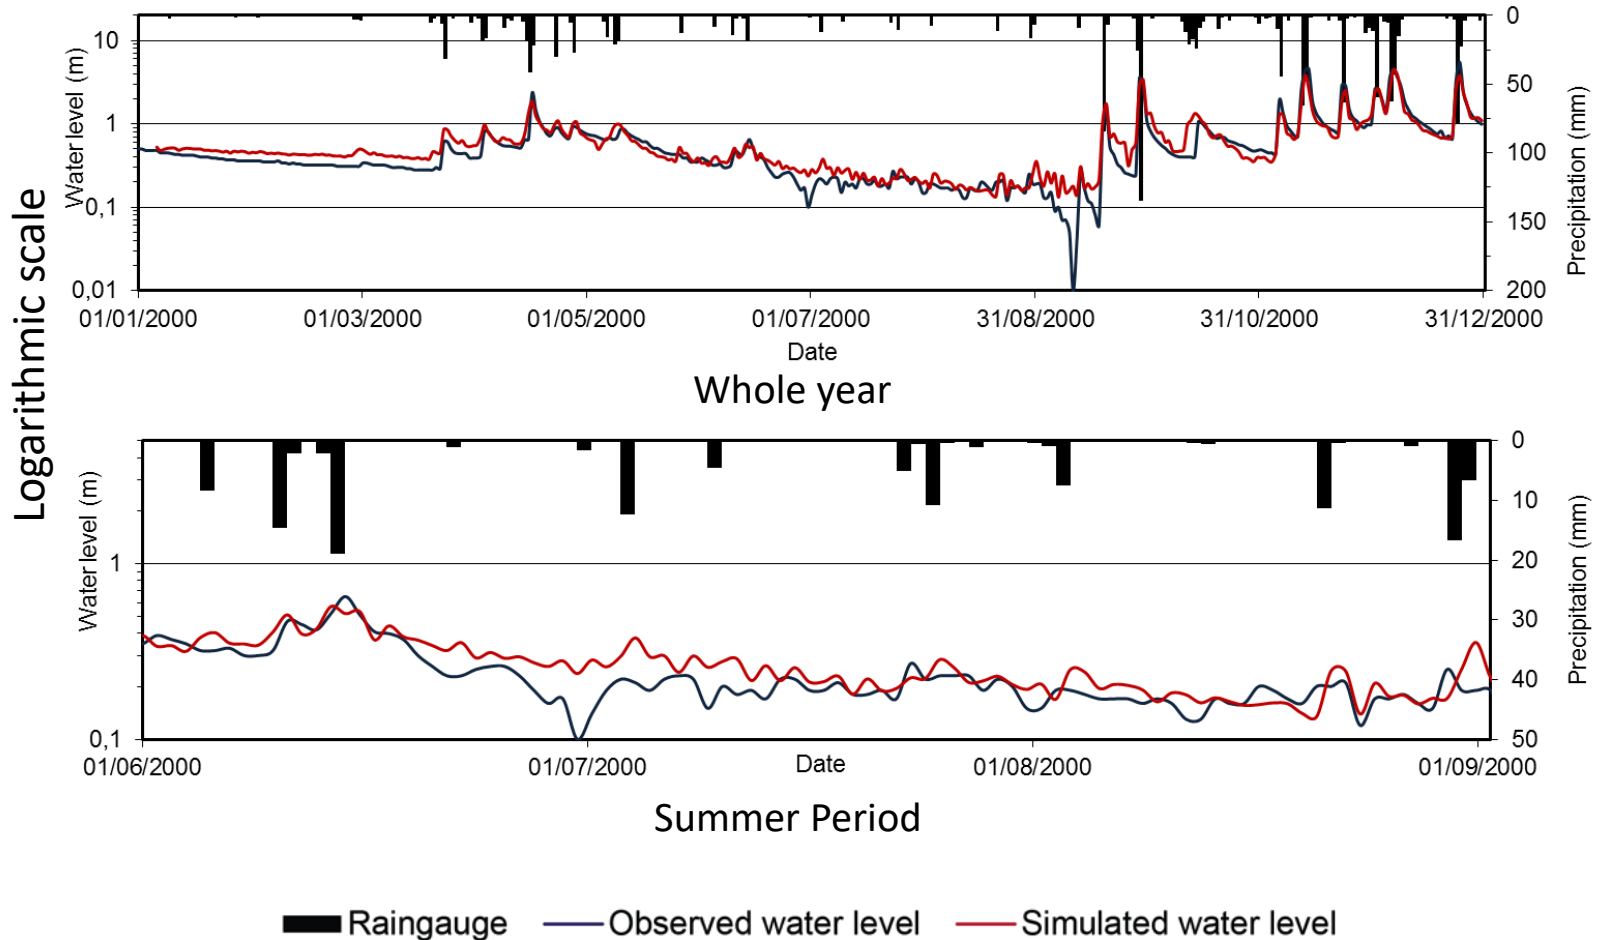 Logarithmic scale
Water level (m)
10
1
0,1
0,01
0
50
100
150
200
Precipitation (mm)
01/01/2000 01/03/2000 01/05/2000 01/07/2000 31/08/2000 31/10/2000 31/12/2000
Date
Whole year
Water level (m)
1
0,1
0
10
20
30
40
50
Precipitation (mm)
01/06/2000 01/07/2000 Date 01/08/2000 01/09/2000
Summer Period
Raingauge Observed water level Simulated water level